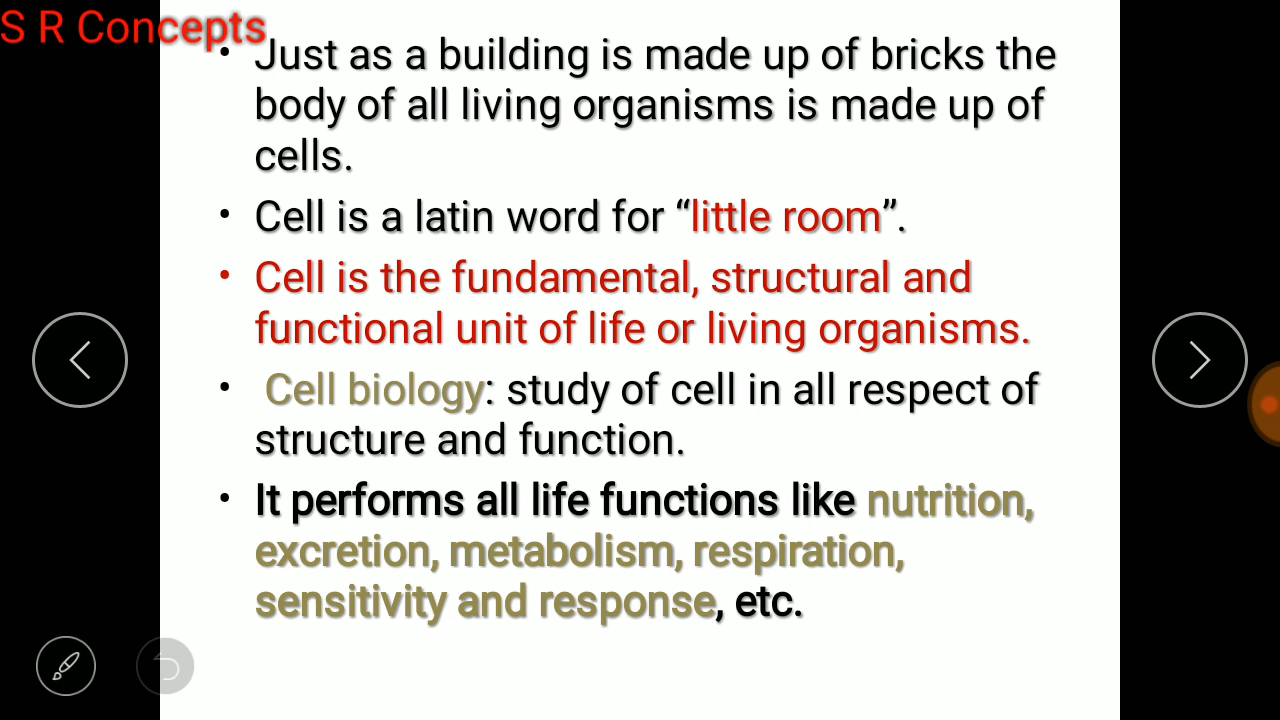 S R Concepts
• Just as a building is made up of bricks the
body of all living organisms is made up of
cells.
• Cell is a latin word for “little room”.
• Cell is the fundamental, structural and
functional unit of life or living organisms.
• Cell biology: study of cell in all respect of
structure and function.
• It performs all life functions like nutrition,
excretion, metabolism, respiration,
sensitivity and response, etc.